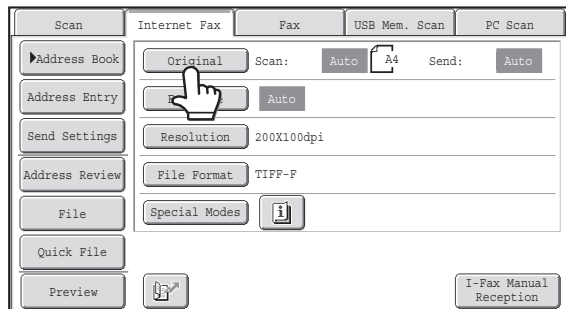 Scan Internet Fax Fax USB Mem. Scan PC Scan
Address Book Original Scan: Auto A4 Send: Auto
Address Entry Auto
Send Settings Resolution 200X100dpi
Address Review File Format TIFF-F
File Special Modes
Quick File
Preview I-Fax Manual
Reception